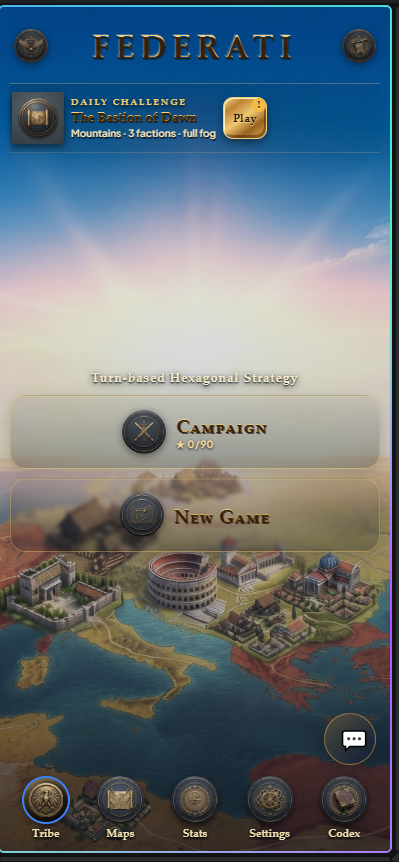 FEDERATI
DAILY CHALLENGE
The Bastion of Dawn
Mountains · 3 factions · full fog
!
Play
Turn-based Hexagonal Strategy
Campaign
★ 0/90
New Game
Tribe
Maps
Stats
Settings
Codex